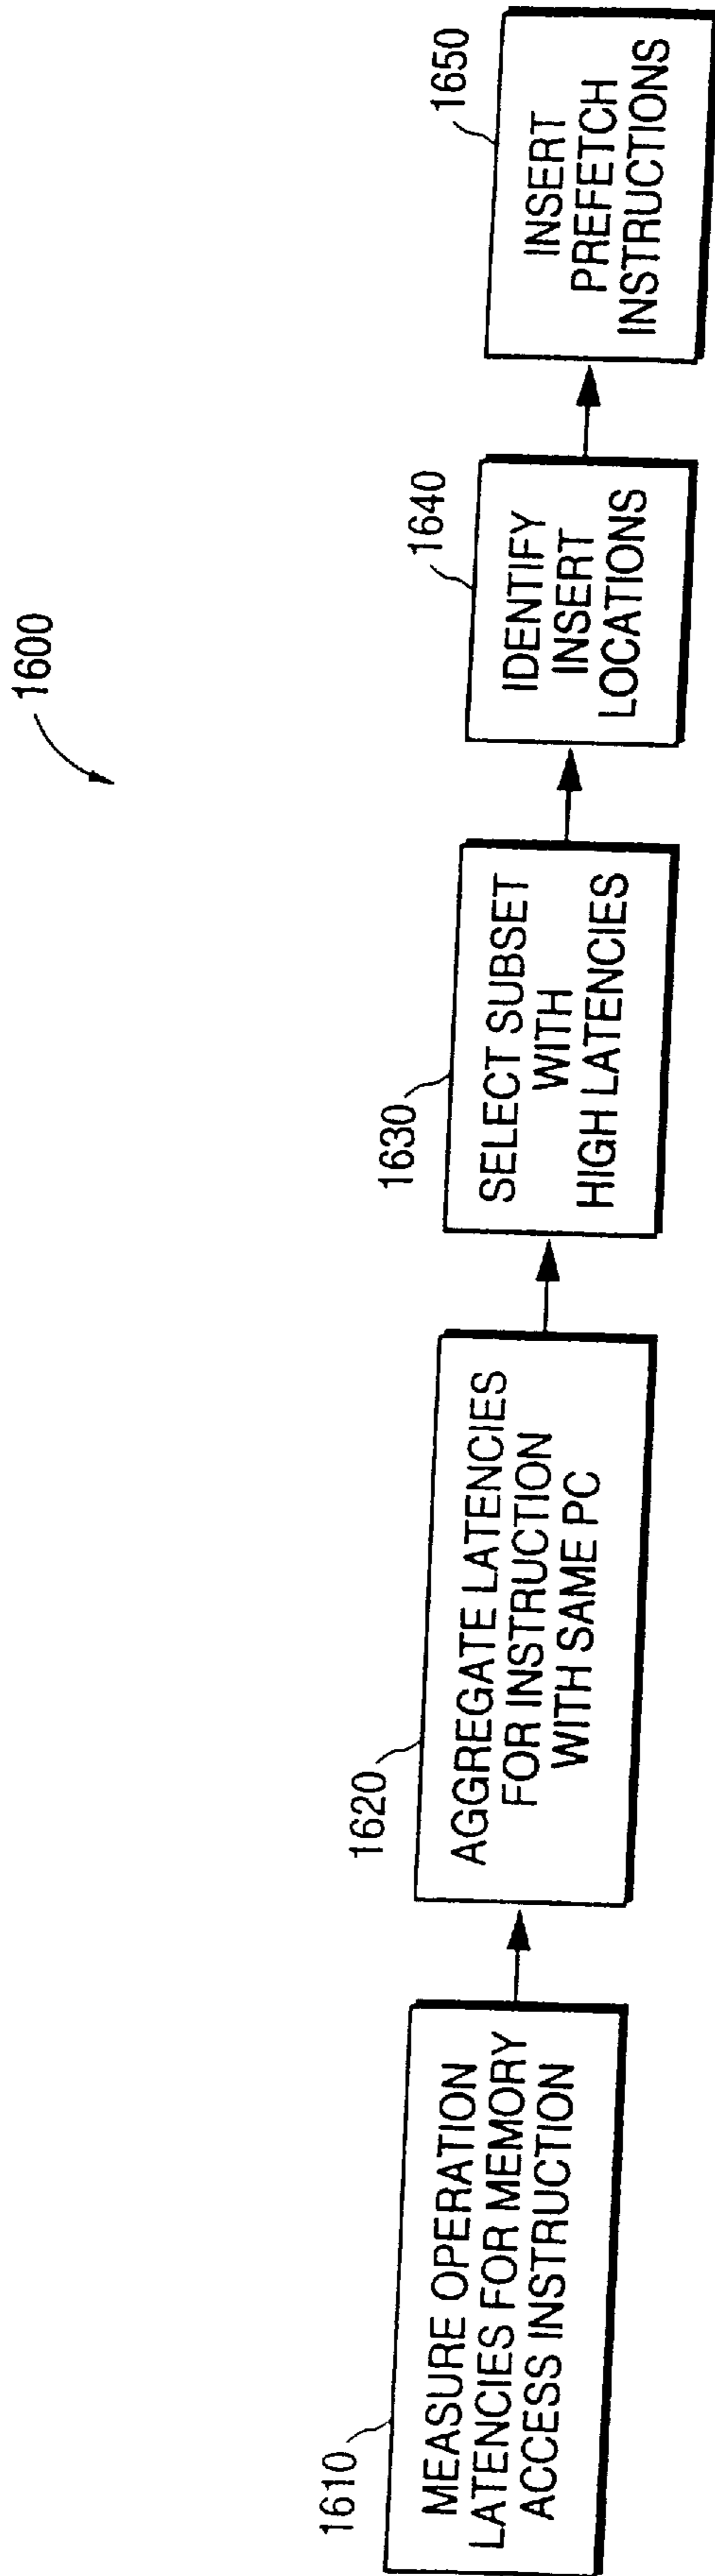 1600
1610
MEASURE OPERATION
LATENCIES FOR MEMORY
ACCESS INSTRUCTION
1620
AGGREGATE LATENCIES
FOR INSTRUCTION
WITH SAME PC
1630
SELECT SUBSET
WITH
HIGH LATENCIES
1640
IDENTIFY
INSERT
LOCATIONS
1650
INSERT
PREFETCH
INSTRUCTIONS